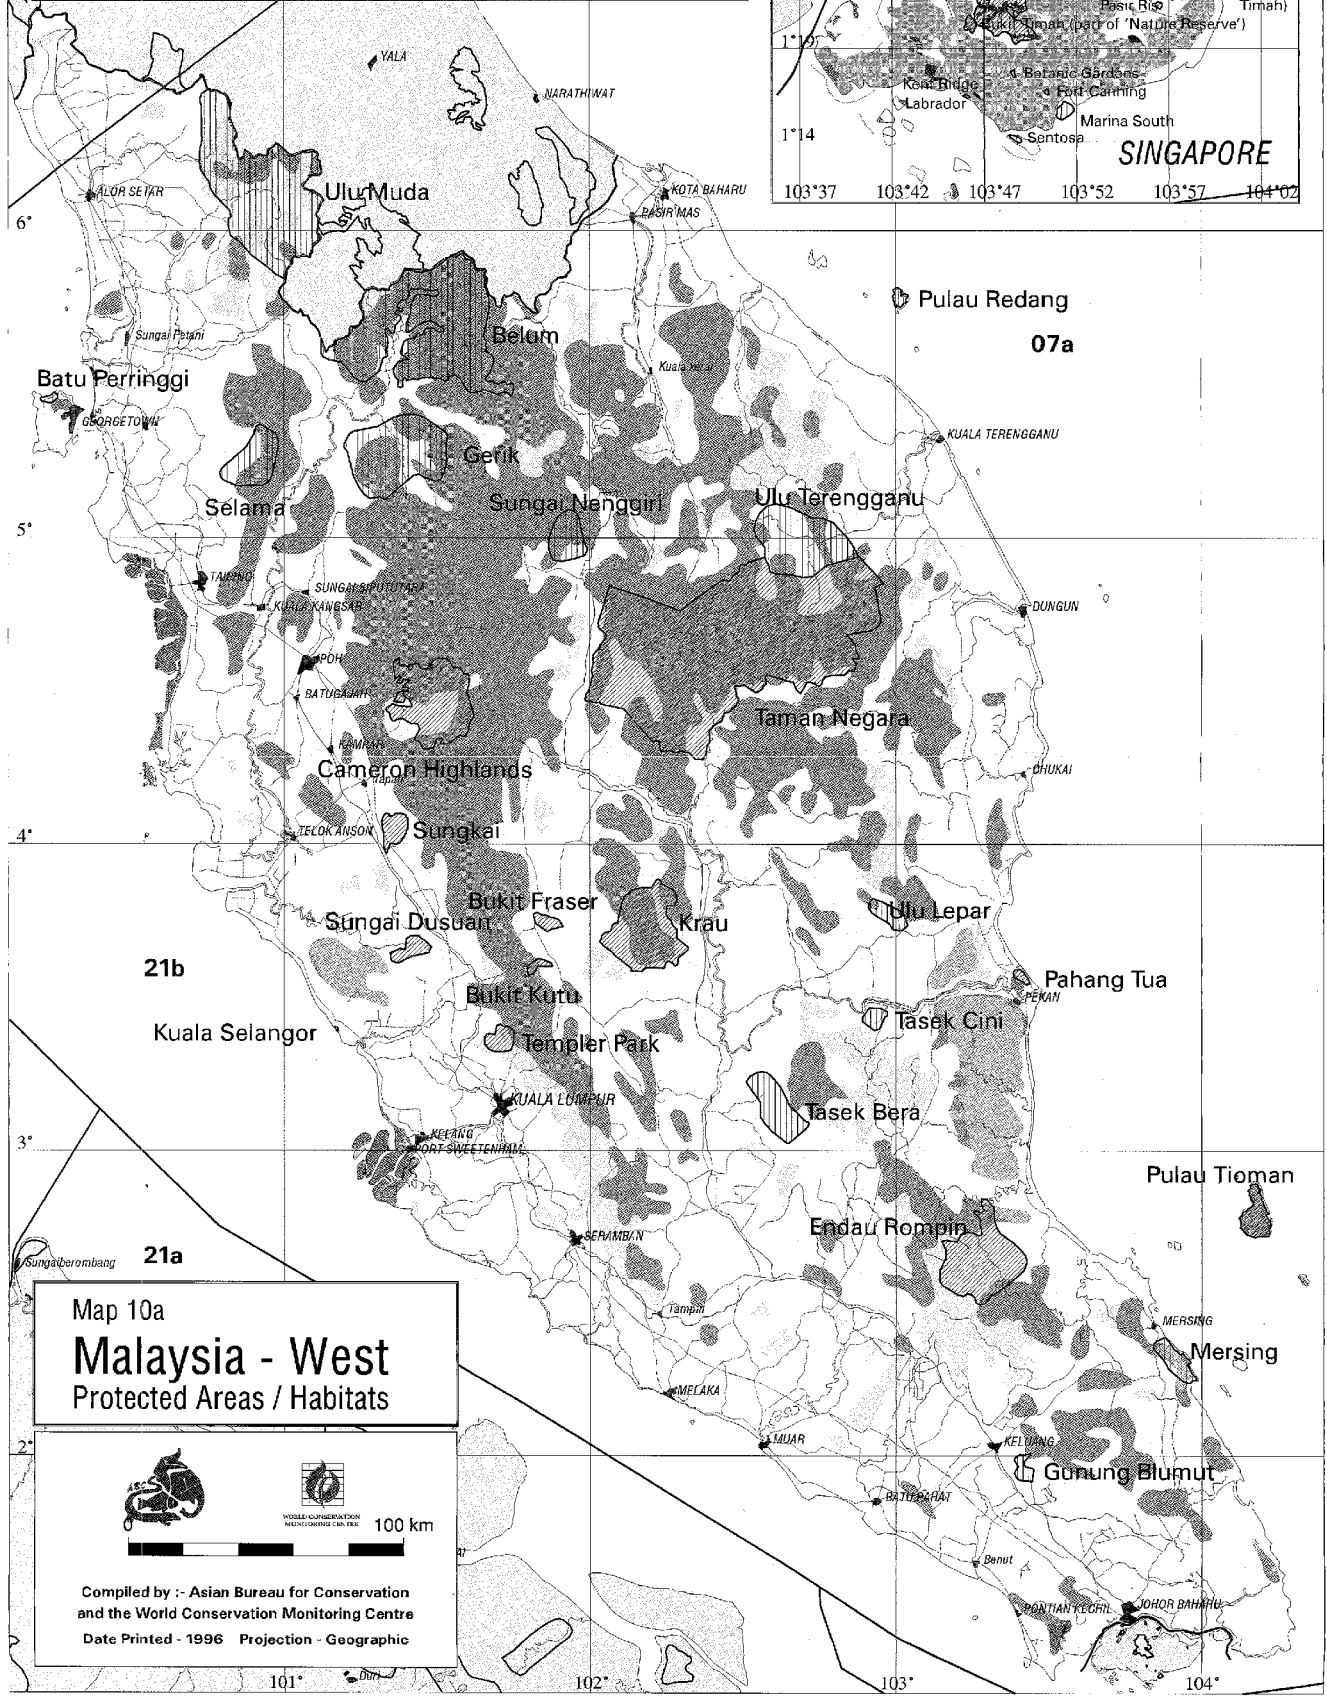 Pasir Ris
Timah)
Bukit Timah (part of 'Nature Reserve')
1°19
Kent Ridge
Botanic Gardens
Fort Canning
Labrador
Marina South
1°14
Sentosa
SINGAPORE
103°37 103°42 103°47 103°52 103°57 104°02
YALA
NARATHIWAT
ALOR SETAR
Ulu Muda
KOTA BAHARU
PASIR MAS
6°
Pulau Redang
Sungai Petani
Belum
07a
Batu Perringgi
GEORGETOWN
KUALA TERENGGANU
Gerik
Selama
Sungai Nenggiri
Ulu Terengganu
5°
TAIPING
SUNGAI SIPUT UTARA
KUALA KANGSAR
DUNGUN
IPOH
BATUGAJAH
Taman Negara
KAMPAR
Cameron Highlands
Tapah
CHUKAI
4°
TELOK ANSON
Sungkai
Bukit Fraser
Sungai Dusuan
Krau
Ulu Lepar
21b
Bukit Kutu
Pahang Tua
PEKAN
Kuala Selangor
Templer Park
Tasek Cini
KUALA LUMPUR
Tasek Bera
3°
KELANG
PORT SWEETENHAM
Pulau Tioman
Endau Rompin
SERAMBAN
Sungaiberombang
21a
Tampin
MERSING
Mersing
Map 10a
Malaysia - West
Protected Areas / Habitats
MELAKA
2°
MUAR
KELUANG
Gunung Blumut
BATU PAHAT
WORLD CONSERVATION
MONITORING CENTRE
100 km
Benut
Compiled by :- Asian Bureau for Conservation
and the World Conservation Monitoring Centre
Date Printed - 1996 Projection - Geographic
PONTIAN KECHIL
JOHOR BAHARU
Duri
101° 102° 103° 104°